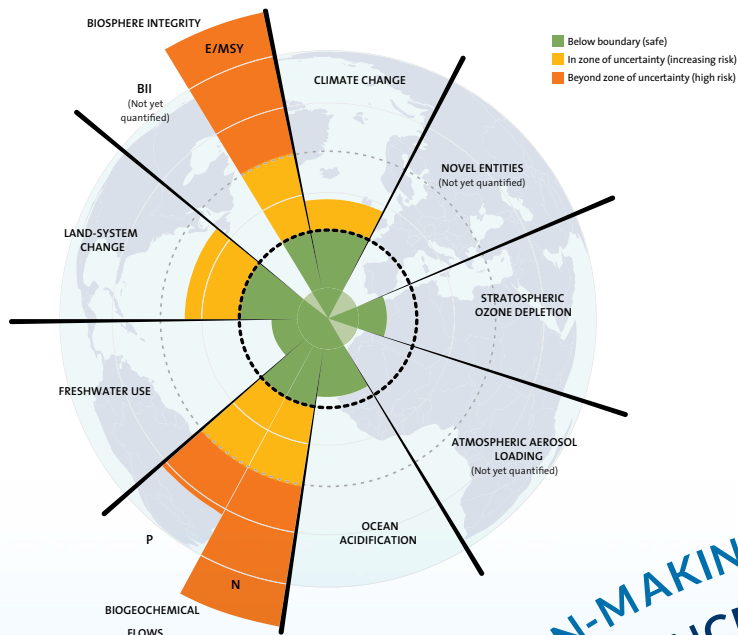 BIOSPHERE INTEGRITY
E/MSY
BII
(Not yet
quantified)
CLIMATE CHANGE
Below boundary (safe)
In zone of uncertainty (increasing risk)
Beyond zone of uncertainty (high risk)
NOVEL ENTITIES
(Not yet quantified)
LAND-SYSTEM
CHANGE
STRATOSPHERIC
OZONE DEPLETION
FRESHWATER USE
ATMOSPHERIC AEROSOL
LOADING
(Not yet quantified)
OCEAN
ACIDIFICATION
P
N
BIOGEOCHEMICAL
FLOWS
N-MAKIN